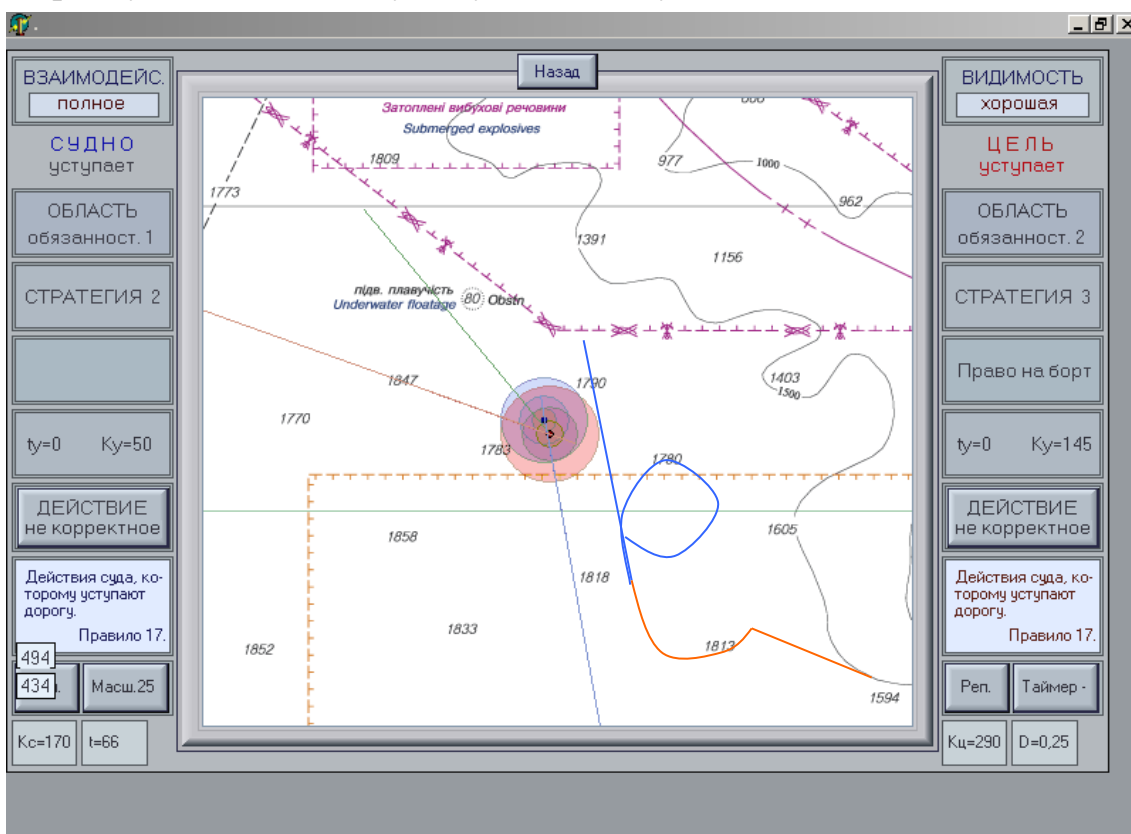 Назад
ВЗАИМОДЕЙС.
полное
СУДНО
уступает
ОБЛАСТЬ
обязанност. 1
СТРАТЕГИЯ 2
ty=0 Ky=50
ДЕЙСТВИЕ
не корректное
Действия суда, ко-
торому уступают
дорогу.
Правило 17.
494
434
Масш.25
Kc=170
t=66
Затоплені вибухові речовини
Submerged explosives
1809
1773
977
1000
962
1391
1156
підв. плавучість
Underwater floatage
80
Obstn
1847
1790
1403
1500
1770
1783
1780
1858
1605
1818
1833
1813
1852
1594
ВИДИМОСТЬ
хорошая
ЦЕЛЬ
уступает
ОБЛАСТЬ
обязанност. 2
СТРАТЕГИЯ 3
Право на борт
ty=0 Ky=145
ДЕЙСТВИЕ
не корректное
Действия суда, ко-
торому уступают
дорогу.
Правило 17.
Реп.
Таймер -
Kц=290
D=0,25